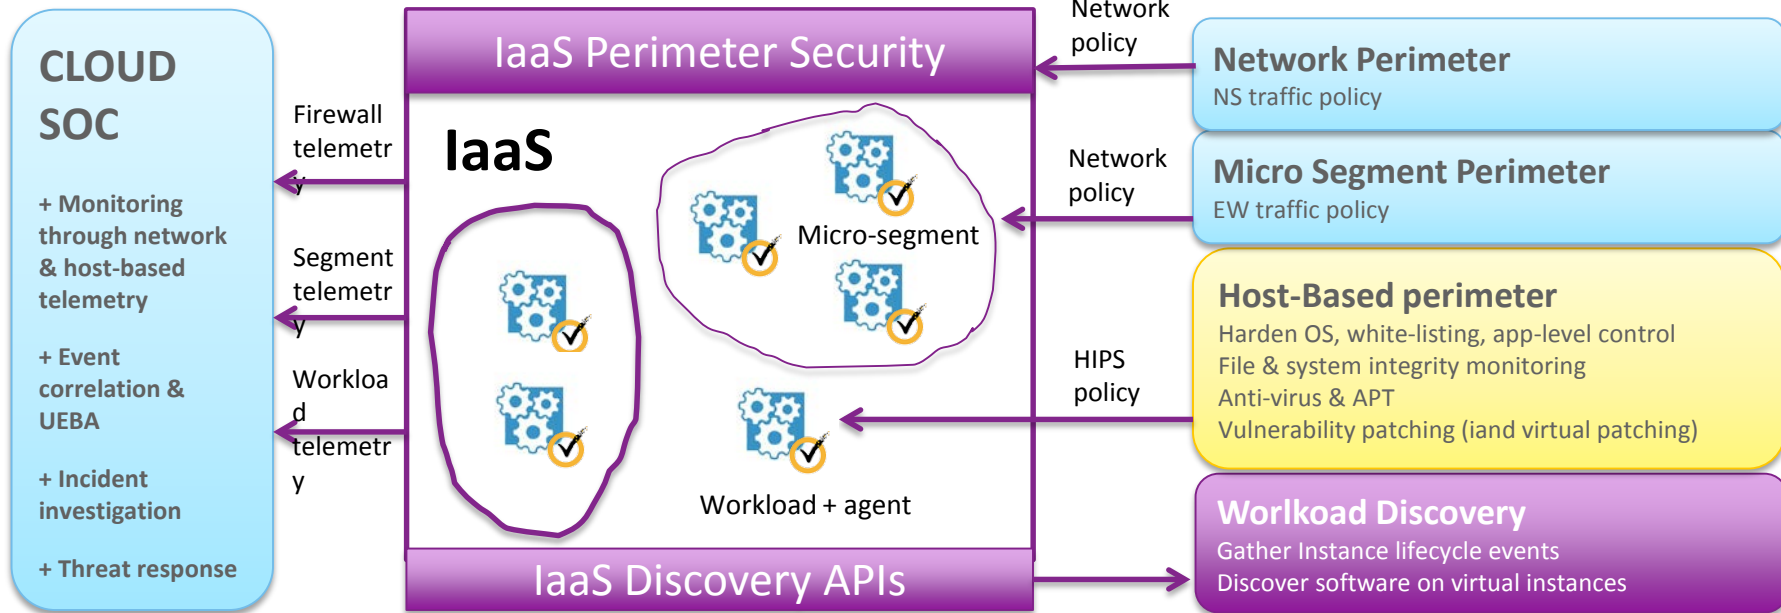 CLOUD
SOC
+ Monitoring
through network
& host-based
telemetry
+ Event
correlation &
UEBA
+ Incident
investigation
+ Threat response
Firewall
telemetr
y
Segment
telemetr
y
Workloa
d
telemetr
y
IaaS Perimeter Security
IaaS
Micro-segment
Workload + agent
IaaS Discovery APIs
Network
policy
Network
policy
HIPS
policy
Network Perimeter
NS traffic policy
Micro Segment Perimeter
EW traffic policy
Host-Based perimeter
Harden OS, white-listing, app-level control
File & system integrity monitoring
Anti-virus & APT
Vulnerability patching (iand virtual patching)
Worlkoad Discovery
Gather Instance lifecycle events
Discover software on virtual instances